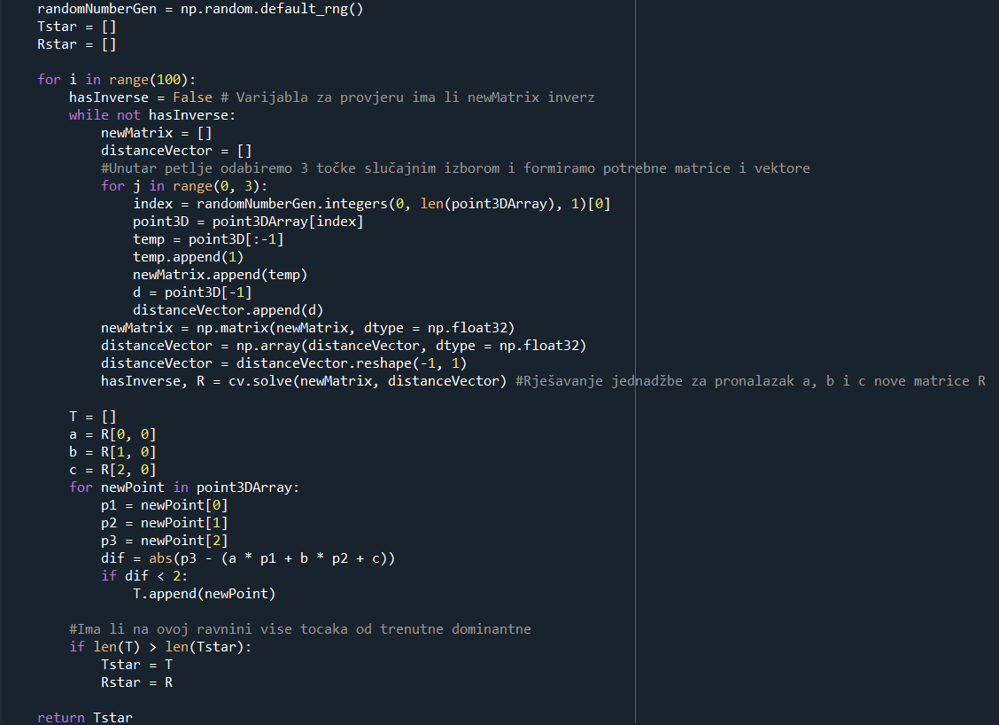 randomNumberGen = np.random.default_rng()
Tstar = []
Rstar = []
for i in range(100):
hasInverse = False # Varijabla za provjeru ima li newMatrix inverz
while not hasInverse:
newMatrix = []
distanceVector = []
#Unutar petlje odabiremo 3 točke slučajnim izborom i formiramo potrebne matrice i vektore
for j in range(0, 3):
index = randomNumberGen.integers(0, len(point3DArray), 1)[0]
point3D = point3DArray[index]
temp = point3D[:-1]
temp.append(1)
newMatrix.append(temp)
d = point3D[-1]
distanceVector.append(d)
newMatrix = np.matrix(newMatrix, dtype = np.float32)
distanceVector = np.array(distanceVector, dtype = np.float32)
distanceVector = distanceVector.reshape(-1, 1)
hasInverse, R = cv.solve(newMatrix, distanceVector) #Rješavanje jednadžbe za pronalazak a, b i c nove matrice R
T = []
a = R[0, 0]
b = R[1, 0]
c = R[2, 0]
for newPoint in point3DArray:
p1 = newPoint[0]
p2 = newPoint[1]
p3 = newPoint[2]
dif = abs(p3 - (a * p1 + b * p2 + c))
if dif < 2:
T.append(newPoint)
#Ima li na ovoj ravnini vise tocaka od trenutne dominantne
if len(T) > len(Tstar):
Tstar = T
Rstar = R
return Tstar